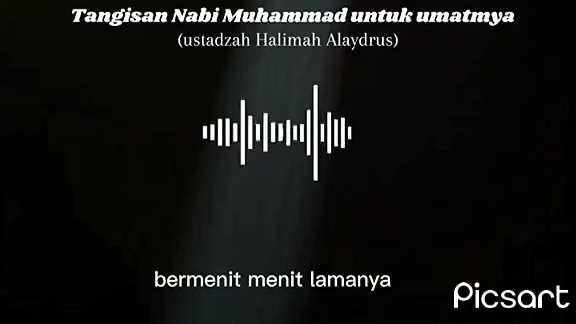 Tangisan Nabi Muhammad untuk umatmya
(ustadzah Halimah Alaydrus)
bermenit menit lamanya
Picsart